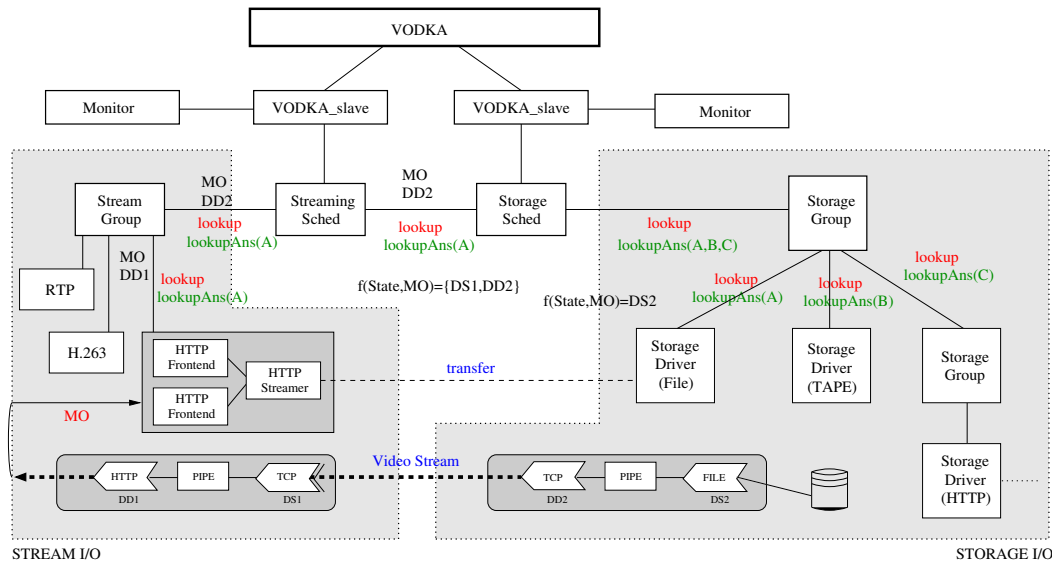 VODKA
Monitor
VODKA_slave
VODKA_slave
Monitor
Stream
Group
MO
DD2
Streaming
Sched
MO
DD2
Storage
Sched
Storage
Group
lookup
lookupAns(A)
lookup
lookupAns(A)
lookup
lookupAns(A,B,C)
MO
DD1
lookup
lookupAns(A)
RTP
H.263
f(State,MO)={DS1,DD2}
f(State,MO)=DS2
lookup
lookupAns(A)
lookup
lookupAns(B)
lookup
lookupAns(C)
HTTP
Frontend
HTTP
Frontend
HTTP
Streamer
transfer
Storage
Driver
(File)
Storage
Driver
(TAPE)
Storage
Group
MO
HTTP
DD1
PIPE
TCP
DS1
Video Stream
TCP
DD2
PIPE
FILE
DS2
Storage
Driver
(HTTP)
STREAM I/O
STORAGE I/O